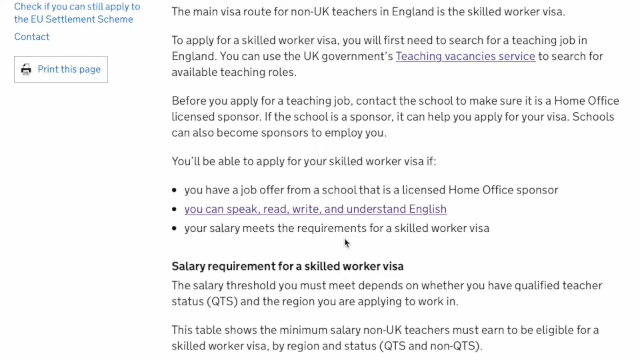 Check if you can still apply to
the EU Settlement Scheme
Contact
Print this page
The main visa route for non-UK teachers in England is the skilled worker visa.
To apply for a skilled worker visa, you will first need to search for a teaching job in
England. You can use the UK government's Teaching vacancies service to search for
available teaching roles.
Before you apply for a teaching job, contact the school to make sure it is a Home Office
licensed sponsor. If the school is a sponsor, it can help you apply for your visa. Schools
can also become sponsors to employ you.
You'll be able to apply for your skilled worker visa if:
• you have a job offer from a school that is a licensed Home Office sponsor
• you can speak, read, write, and understand English
• your salary meets the requirements for a skilled worker visa
Salary requirement for a skilled worker visa
The salary threshold you must meet depends on whether you have qualified teacher
status (QTS) and the region you are applying to work in.
This table shows the minimum salary non-UK teachers must earn to be eligible for a
skilled worker visa, by region and status (QTS and non-QTS).